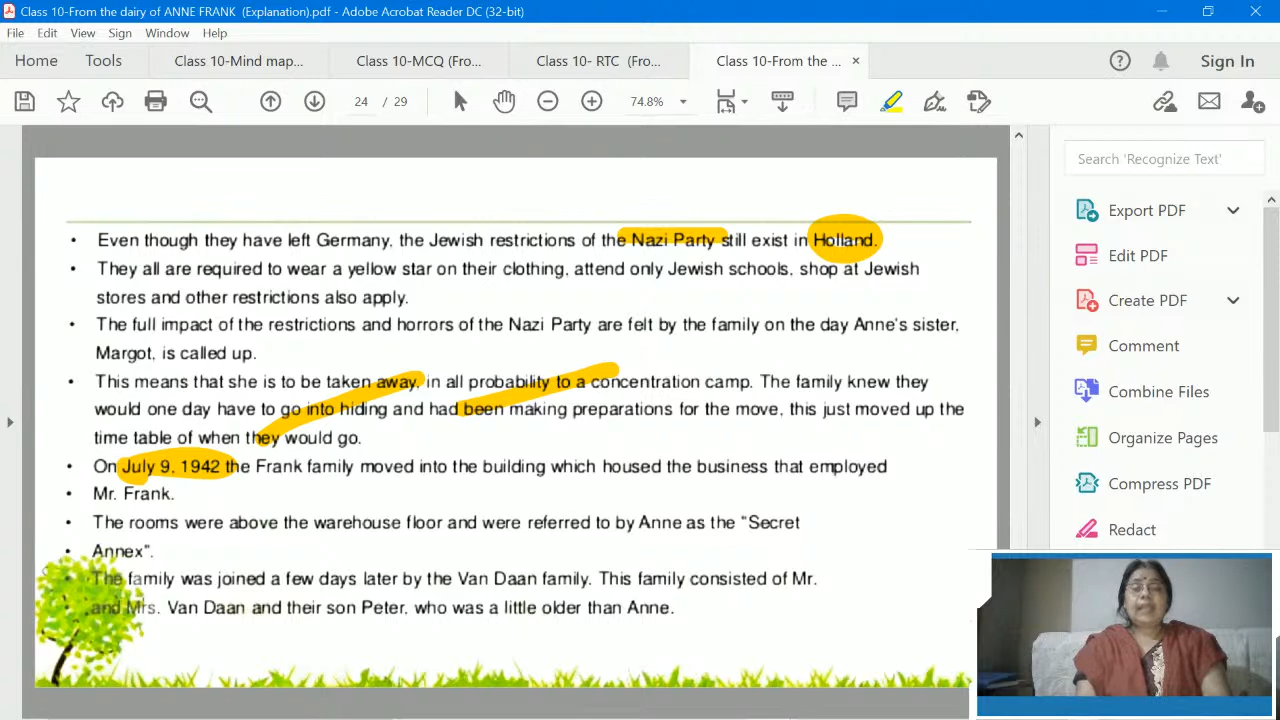 Class 10-From the dairy of ANNE FRANK (Explanation).pdf - Adobe Acrobat Reader DC (32-bit)
File Edit View Sign Window Help
Home Tools Class 10-Mind map... Class 10-MCQ (Fro... Class 10- RTC (Fro... Class 10-From the ... × Sign In
24 / 29 74.8%
Search 'Recognize Text'
Export PDF
Edit PDF
Create PDF
Comment
Combine Files
Organize Pages
Compress PDF
Redact
• Even though they have left Germany, the Jewish restrictions of the Nazi Party still exist in Holland.
• They all are required to wear a yellow star on their clothing, attend only Jewish schools, shop at Jewish
stores and other restrictions also apply.
• The full impact of the restrictions and horrors of the Nazi Party are felt by the family on the day Anne's sister,
Margot, is called up.
• This means that she is to be taken away, in all probability to a concentration camp. The family knew they
would one day have to go into hiding and had been making preparations for the move, this just moved up the
time table of when they would go.
• On July 9, 1942 the Frank family moved into the building which housed the business that employed
• Mr. Frank.
• The rooms were above the warehouse floor and were referred to by Anne as the "Secret
• Annex".
• The family was joined a few days later by the Van Daan family. This family consisted of Mr.
• and Mrs. Van Daan and their son Peter, who was a little older than Anne.